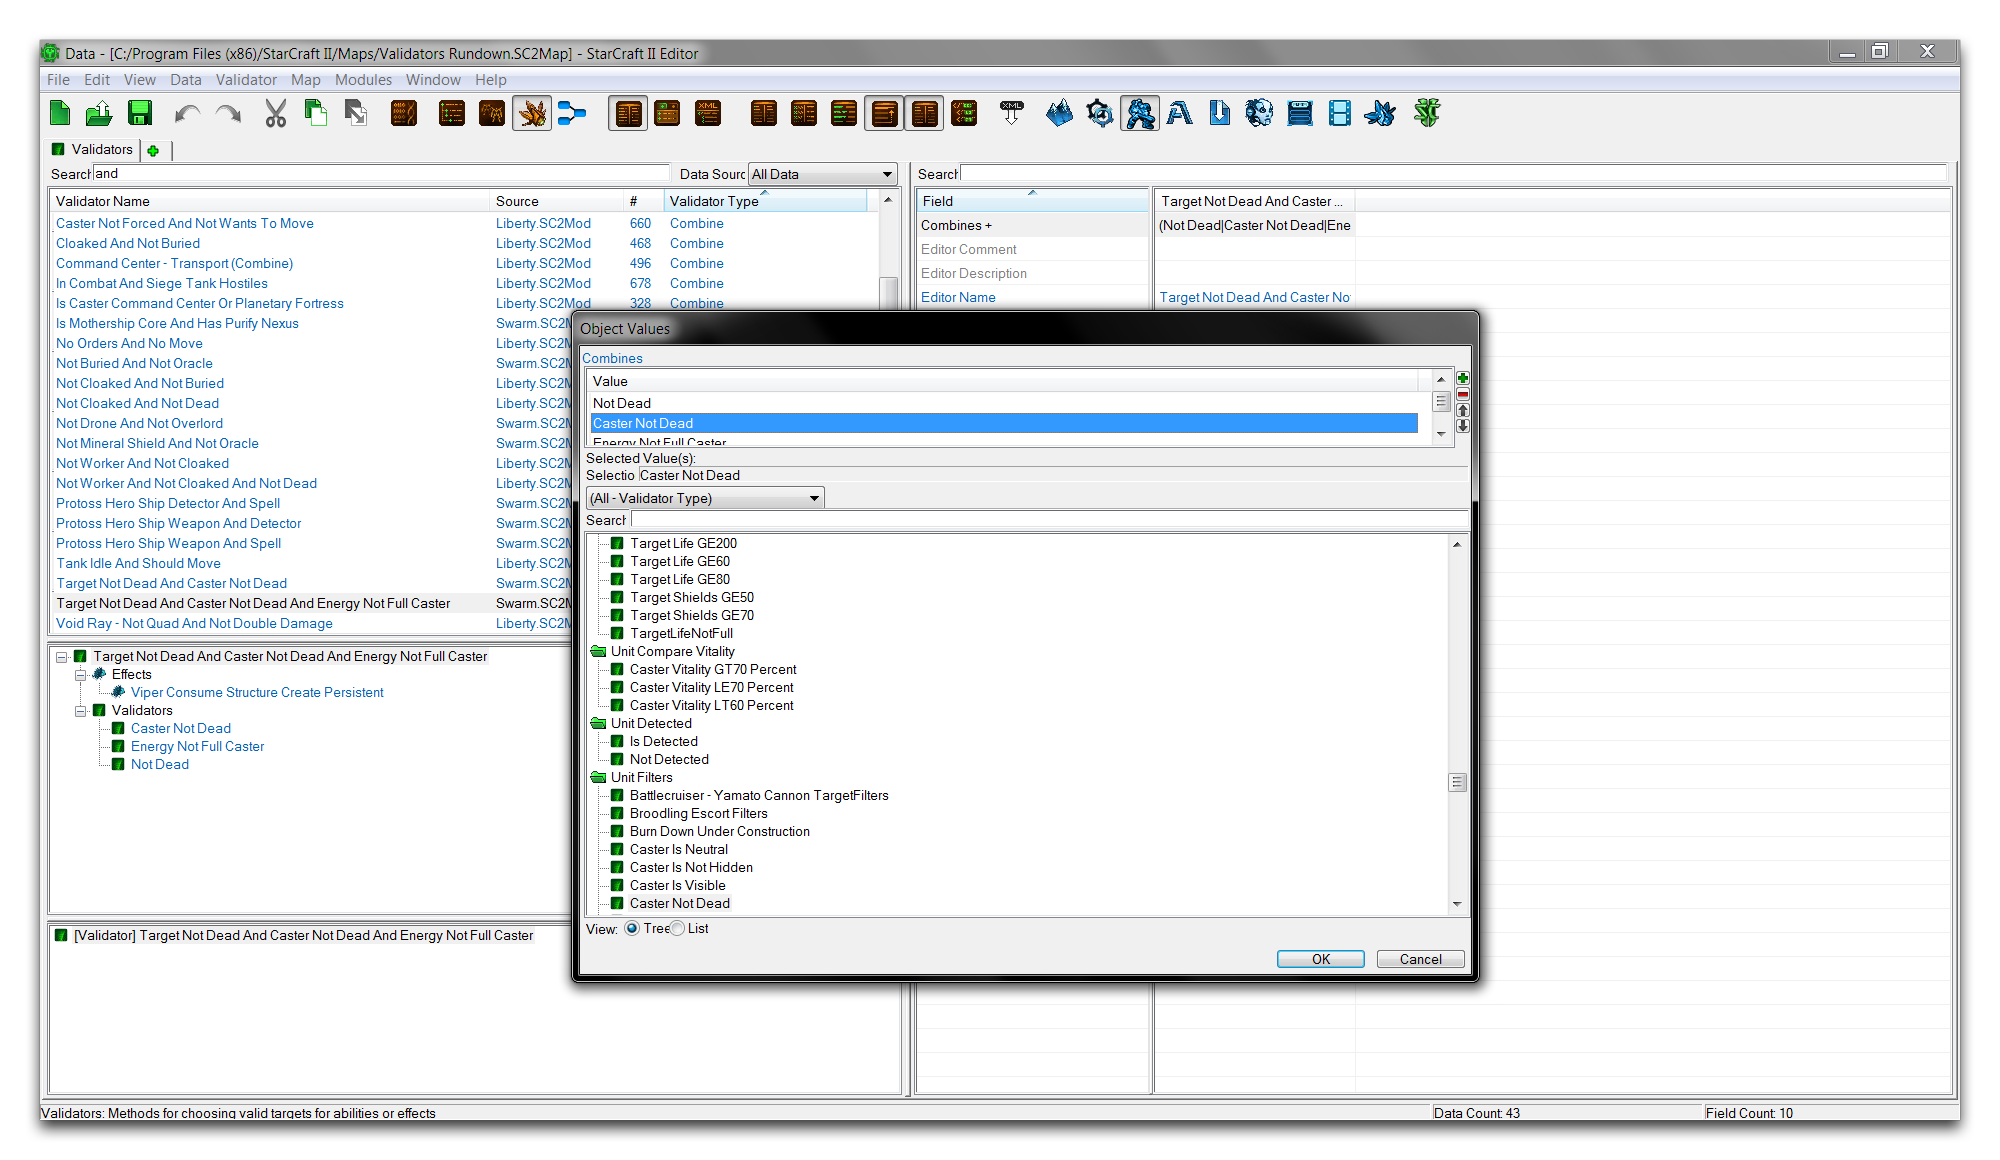 Data - [C:/Program Files (x86)/StarCraft II/Maps/Validators Rundown.SC2Map] - StarCraft II Editor
File Edit View Data Validator Map Modules Window Help
Validators
Search and Data Sourc All Data
Validator Name Source # Validator Type
Caster Not Forced And Not Wants To Move Liberty.SC2Mod 660 Combine
Cloaked And Not Buried Liberty.SC2Mod 468 Combine
Command Center - Transport (Combine) Liberty.SC2Mod 496 Combine
In Combat And Siege Tank Hostiles Liberty.SC2Mod 678 Combine
Is Caster Command Center Or Planetary Fortress Liberty.SC2Mod 328 Combine
Is Mothership Core And Has Purify Nexus Swarm.SC2M
No Orders And No Move Liberty.SC2M
Not Buried And Not Oracle Swarm.SC2M
Not Cloaked And Not Buried Liberty.SC2M
Not Cloaked And Not Dead Liberty.SC2M
Not Drone And Not Overlord Swarm.SC2M
Not Mineral Shield And Not Oracle Swarm.SC2M
Not Worker And Not Cloaked Liberty.SC2M
Not Worker And Not Cloaked And Not Dead Liberty.SC2M
Protoss Hero Ship Detector And Spell Swarm.SC2M
Protoss Hero Ship Weapon And Detector Swarm.SC2M
Protoss Hero Ship Weapon And Spell Swarm.SC2M
Tank Idle And Should Move Liberty.SC2M
Target Not Dead And Caster Not Dead Swarm.SC2M
Target Not Dead And Caster Not Dead And Energy Not Full Caster Swarm.SC2M
Void Ray - Not Quad And Not Double Damage Liberty.SC2M
Target Not Dead And Caster Not Dead And Energy Not Full Caster
Effects
Viper Consume Structure Create Persistent
Validators
Caster Not Dead
Energy Not Full Caster
Not Dead
[Validator] Target Not Dead And Caster Not Dead And Energy Not Full Caster
Search
Field Target Not Dead And Caster ...
Combines + (Not Dead|Caster Not Dead|Ene
Editor Comment
Editor Description
Editor Name Target Not Dead And Caster No
Object Values
Combines
Value
Not Dead
Caster Not Dead
Energy Not Full Caster
Selected Value(s):
Selectio Caster Not Dead
(All - Validator Type)
Search
Target Life GE200
Target Life GE60
Target Life GE80
Target Shields GE50
Target Shields GE70
TargetLifeNotFull
Unit Compare Vitality
Caster Vitality GT70 Percent
Caster Vitality LE70 Percent
Caster Vitality LT60 Percent
Unit Detected
Is Detected
Not Detected
Unit Filters
Battlecruiser - Yamato Cannon TargetFilters
Broodling Escort Filters
Burn Down Under Construction
Caster Is Neutral
Caster Is Not Hidden
Caster Is Visible
Caster Not Dead
View: Tree List
OK Cancel
Validators: Methods for choosing valid targets for abilities or effects Data Count: 43 Field Count: 10